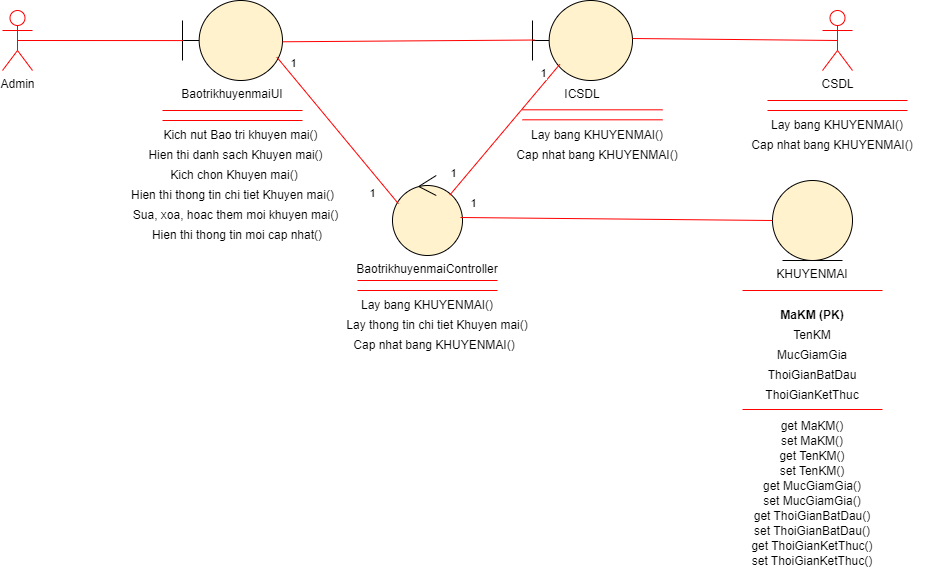 Admin
BaotrikhuyenmaiUI
Kich nut Bao tri khuyen mai()
Hien thi danh sach Khuyen mai()
Kich chon Khuyen mai()
Hien thi thong tin chi tiet Khuyen mai()
Sua, xoa, hoac them moi khuyen mai()
Hien thi thong tin moi cap nhat()
1
1
ICSDL
Lay bang KHUYENMAI()
Cap nhat bang KHUYENMAI()
1
1
CSDL
Lay bang KHUYENMAI()
Cap nhat bang KHUYENMAI()
1
BaotrikhuyenmaiController
Lay bang KHUYENMAI()
Lay thong tin chi tiet Khuyen mai()
Cap nhat bang KHUYENMAI()
KHUYENMAI
MaKM (PK)
TenKM
MucGiamGia
ThoiGianBatDau
ThoiGianKetThuc
get MaKM()
set MaKM()
get TenKM()
set TenKM()
get MucGiamGia()
set MucGiamGia()
get ThoiGianBatDau()
set ThoiGianBatDau()
get ThoiGianKetThuc()
set ThoiGianKetThuc()